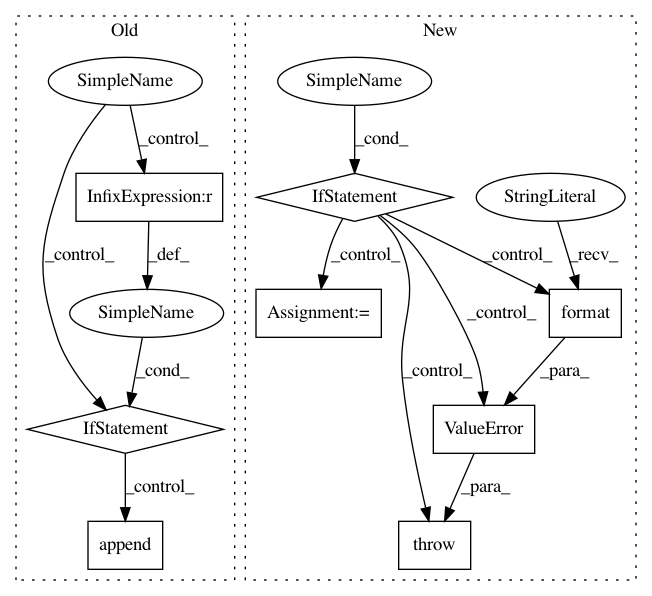 Old
New
SimpleName
SimpleName
_control_
_cond_
InfixExpression:r
IfStatement
StringLiteral
_control_
_def_
_control_
_control_
_recv_
SimpleName
Assignment:=
_control_
format
_cond_
_control_
_para_
IfStatement
ValueError
_control_
_para_
append
throw